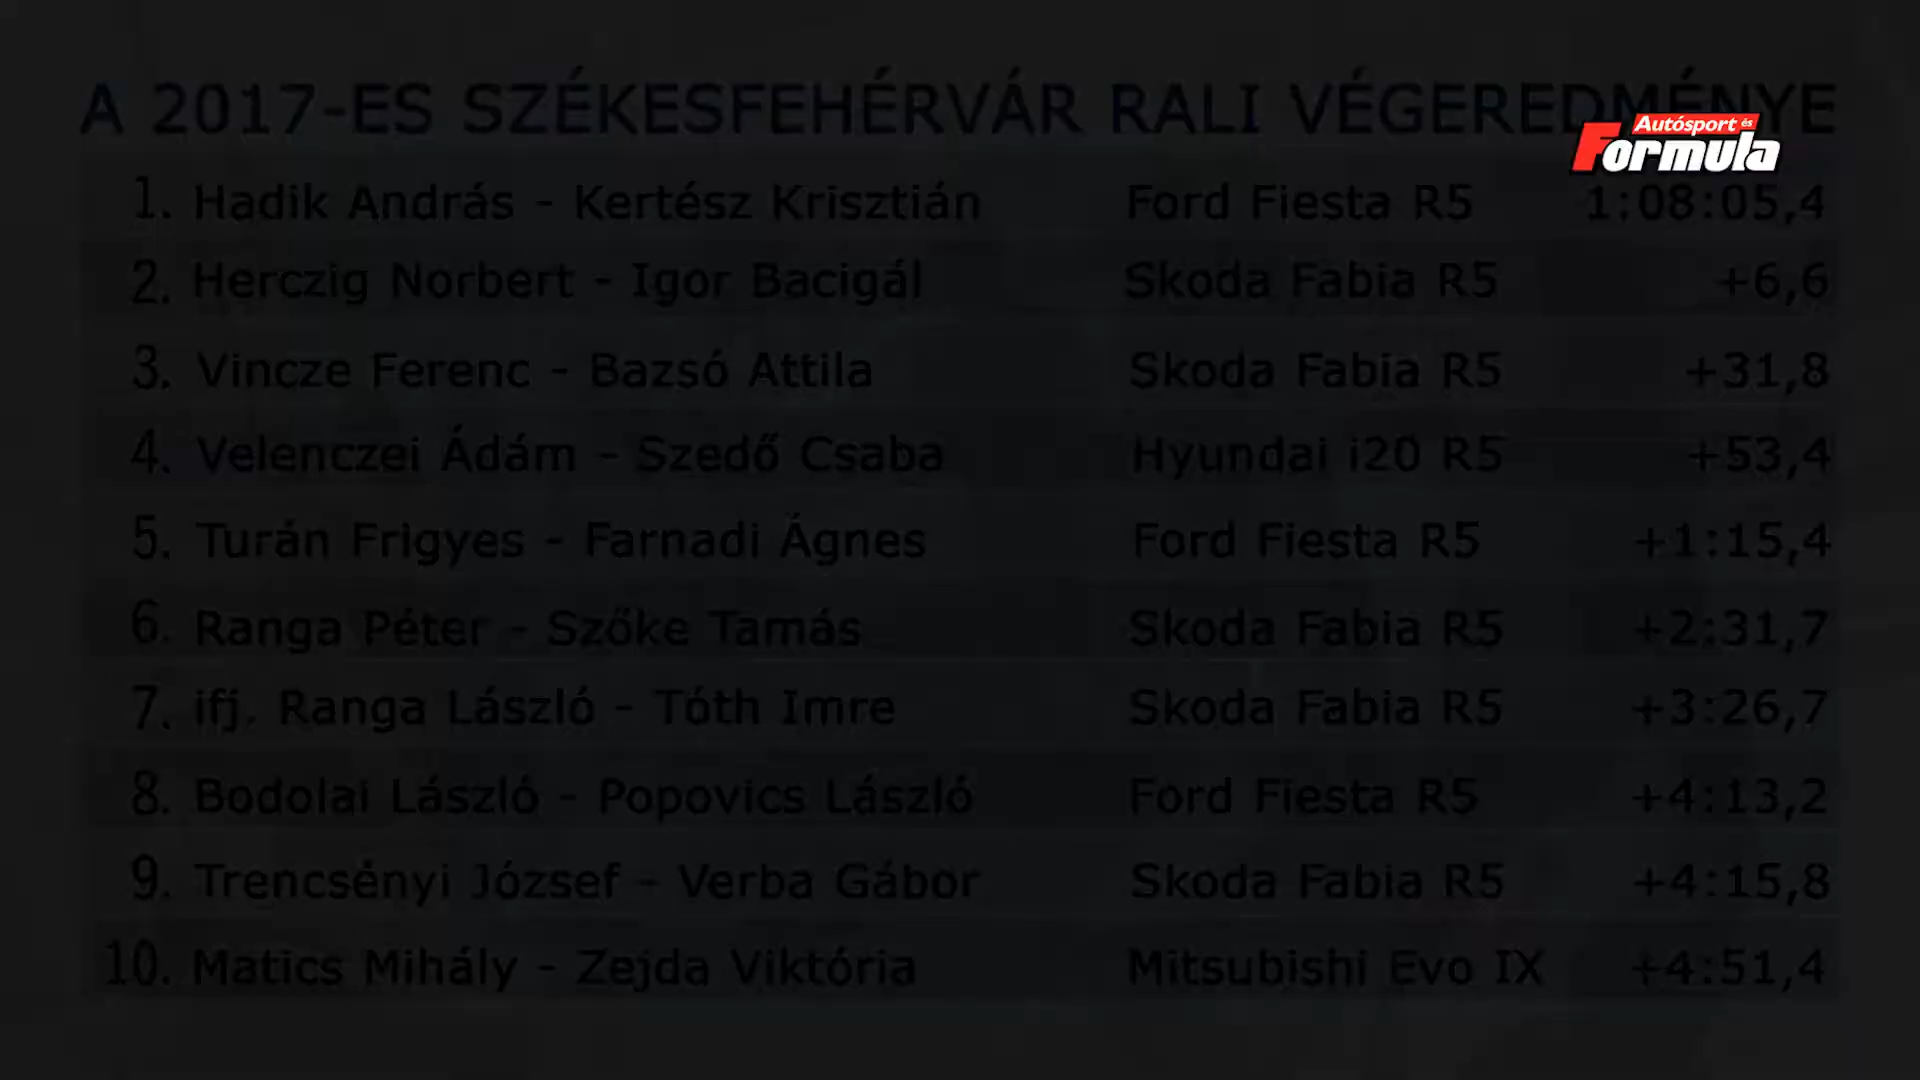 A 2017-ES SZÉKESFEHÉRVÁR RALI VÉGEREDMÉNYE
Autósport és
Formula
1. Hadik András - Kertész Krisztián Ford Fiesta R5 1:08:05,4
2. Herczig Norbert - Igor Bacigál Skoda Fabia R5 +6,6
3. Vincze Ferenc - Bazsó Attila Skoda Fabia R5 +31,8
4. Velenczei Ádám - Szedő Csaba Hyundai i20 R5 +53,4
5. Turán Frigyes - Farnadi Ágnes Ford Fiesta R5 +1:15,4
6. Ranga Péter - Szőke Tamás Skoda Fabia R5 +2:31,7
7. ifj. Ranga László - Tóth Imre Skoda Fabia R5 +3:26,7
8. Bodolai László - Popovics László Ford Fiesta R5 +4:13,2
9. Trencsényi József - Verba Gábor Skoda Fabia R5 +4:15,8
10. Matics Mihály - Zejda Viktória Mitsubishi Evo IX +4:51,4